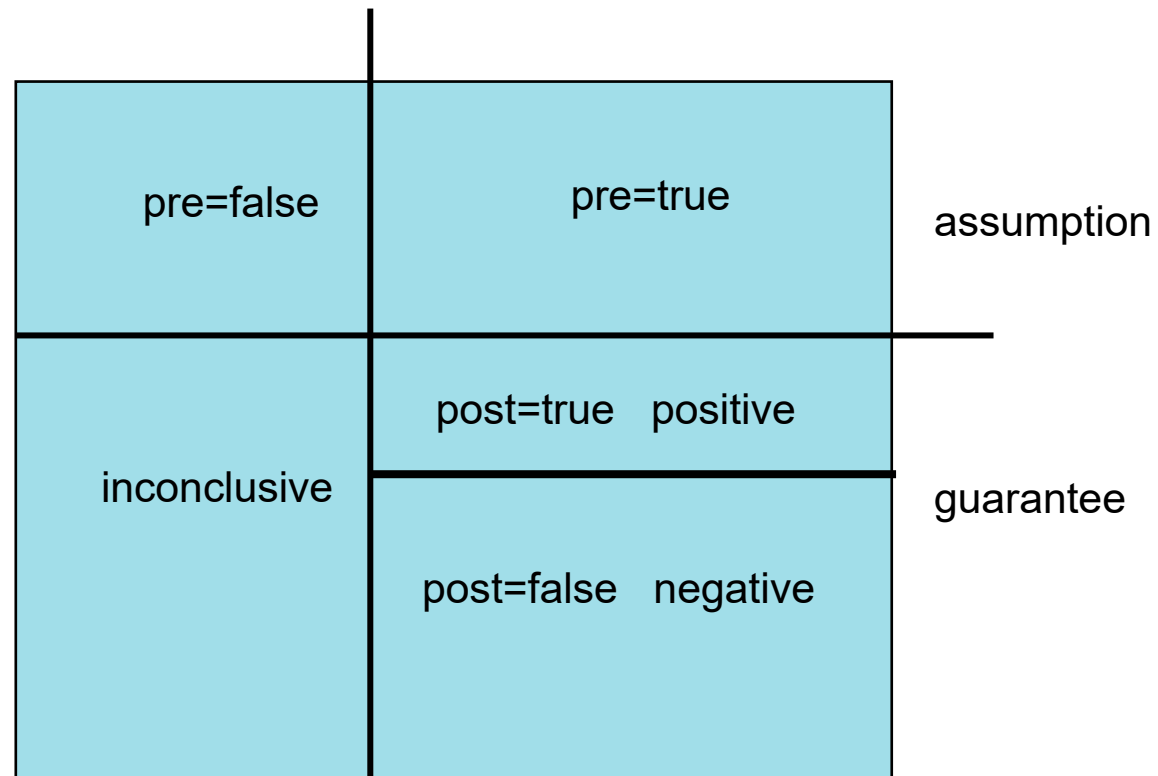 pre=false
pre=true
assumption
post=true positive
inconclusive
guarantee
post=false negative